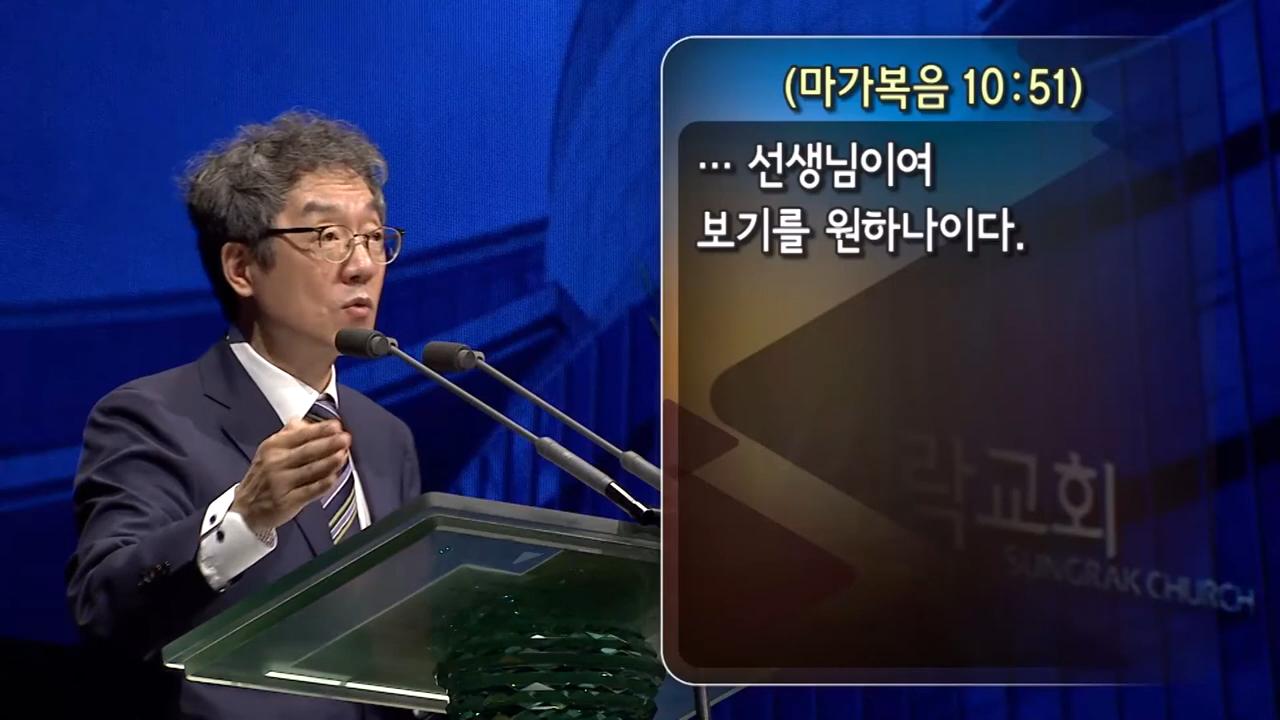 (마가복음 10:51)
… 선생님이여
보기를 원하나이다.
락교회
SUNGRAK CHURCH